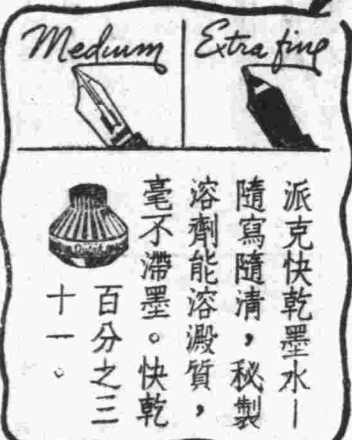 Medium
Extra fine
派克快乾墨水—
隨寫隨清，秘製
溶劑能溶澱質，
毫不滯墨。快乾
百分之三
十一。
Quink